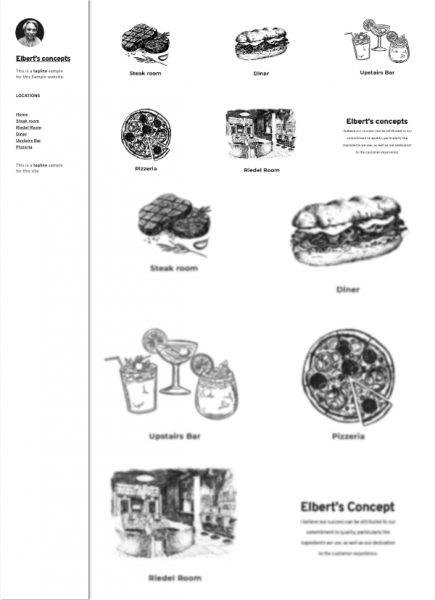 Elbert's concepts
This is a tagline sample
for this Sample website.
LOCATIONS
Home
Steak room
Riedel Room
Diner
Upstairs Bar
Pizzeria
This is a tagline sample
for this site
Steak room
Diner
Upstairs Bar
Pizzeria
Riedel Room
Elbert's concepts
I believe our success can be attributed to our
commitment to quality, particularly the
ingredients we use, as well as our dedication
to the customer experience.
Steak room
Diner
Upstairs Bar
Pizzeria
Riedel Room
Elbert's Concept
I believe our success can be attributed to our
commitment to quality, particularly the
ingredients we use, as well as our dedication
to the customer experience.